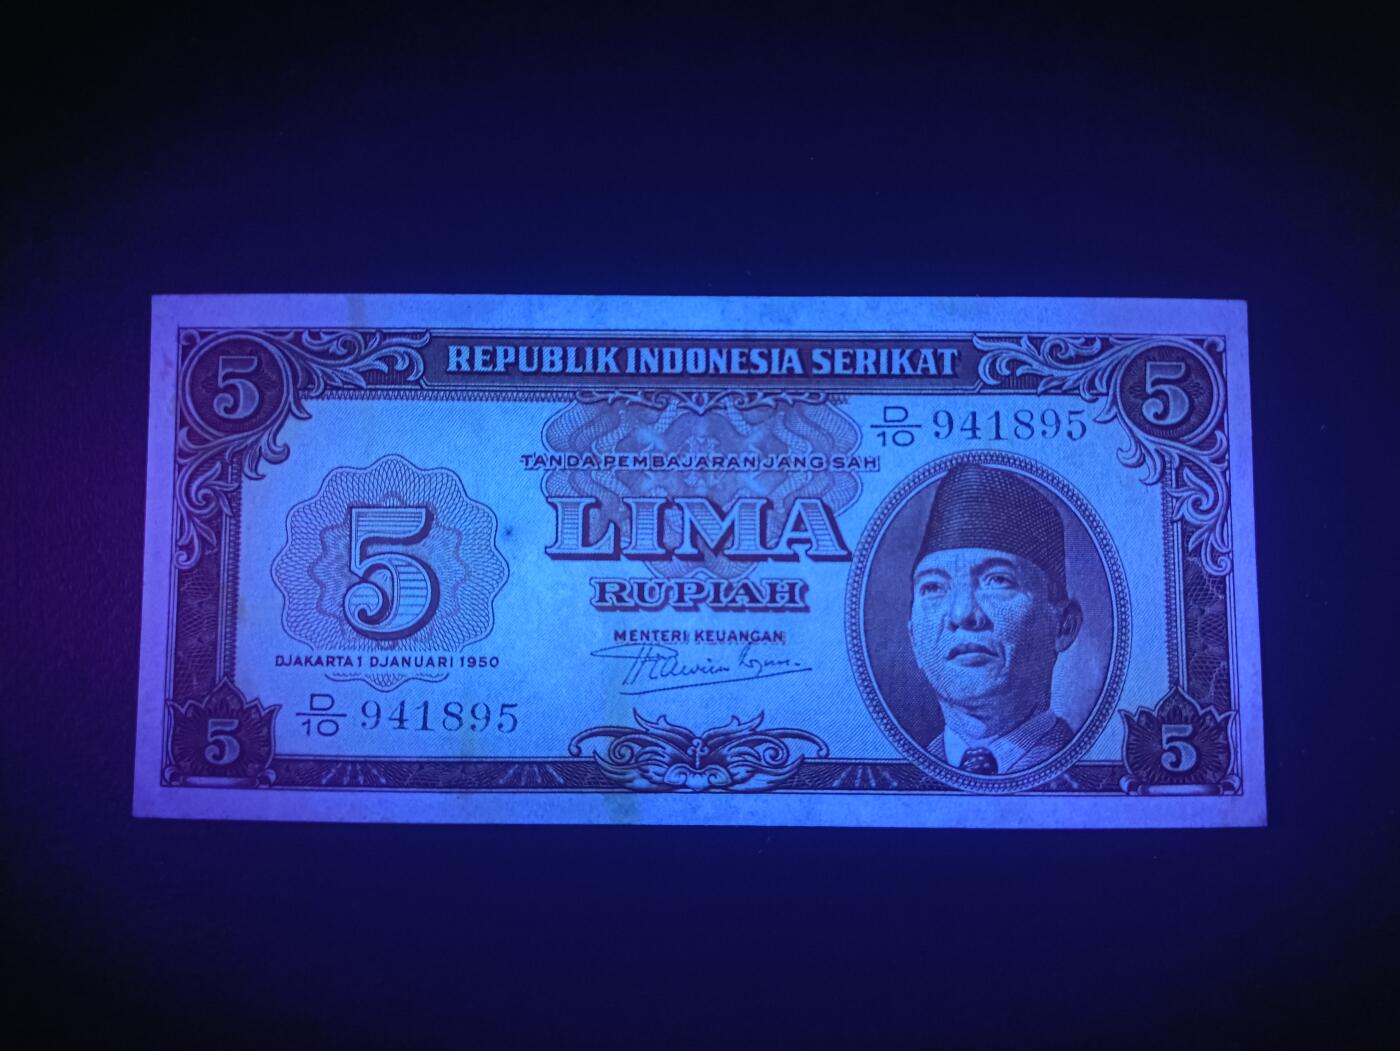 5 REPUBLIK INDONESIA SERIKAT 5
D/10 941895
TANDA PEMBAJARAN JANG SAH
5
LIMA
RUPIAH
MENTERI KEUANGAN
DJAKARTA 1 DJANUARI 1950
D/10 941895
5
5